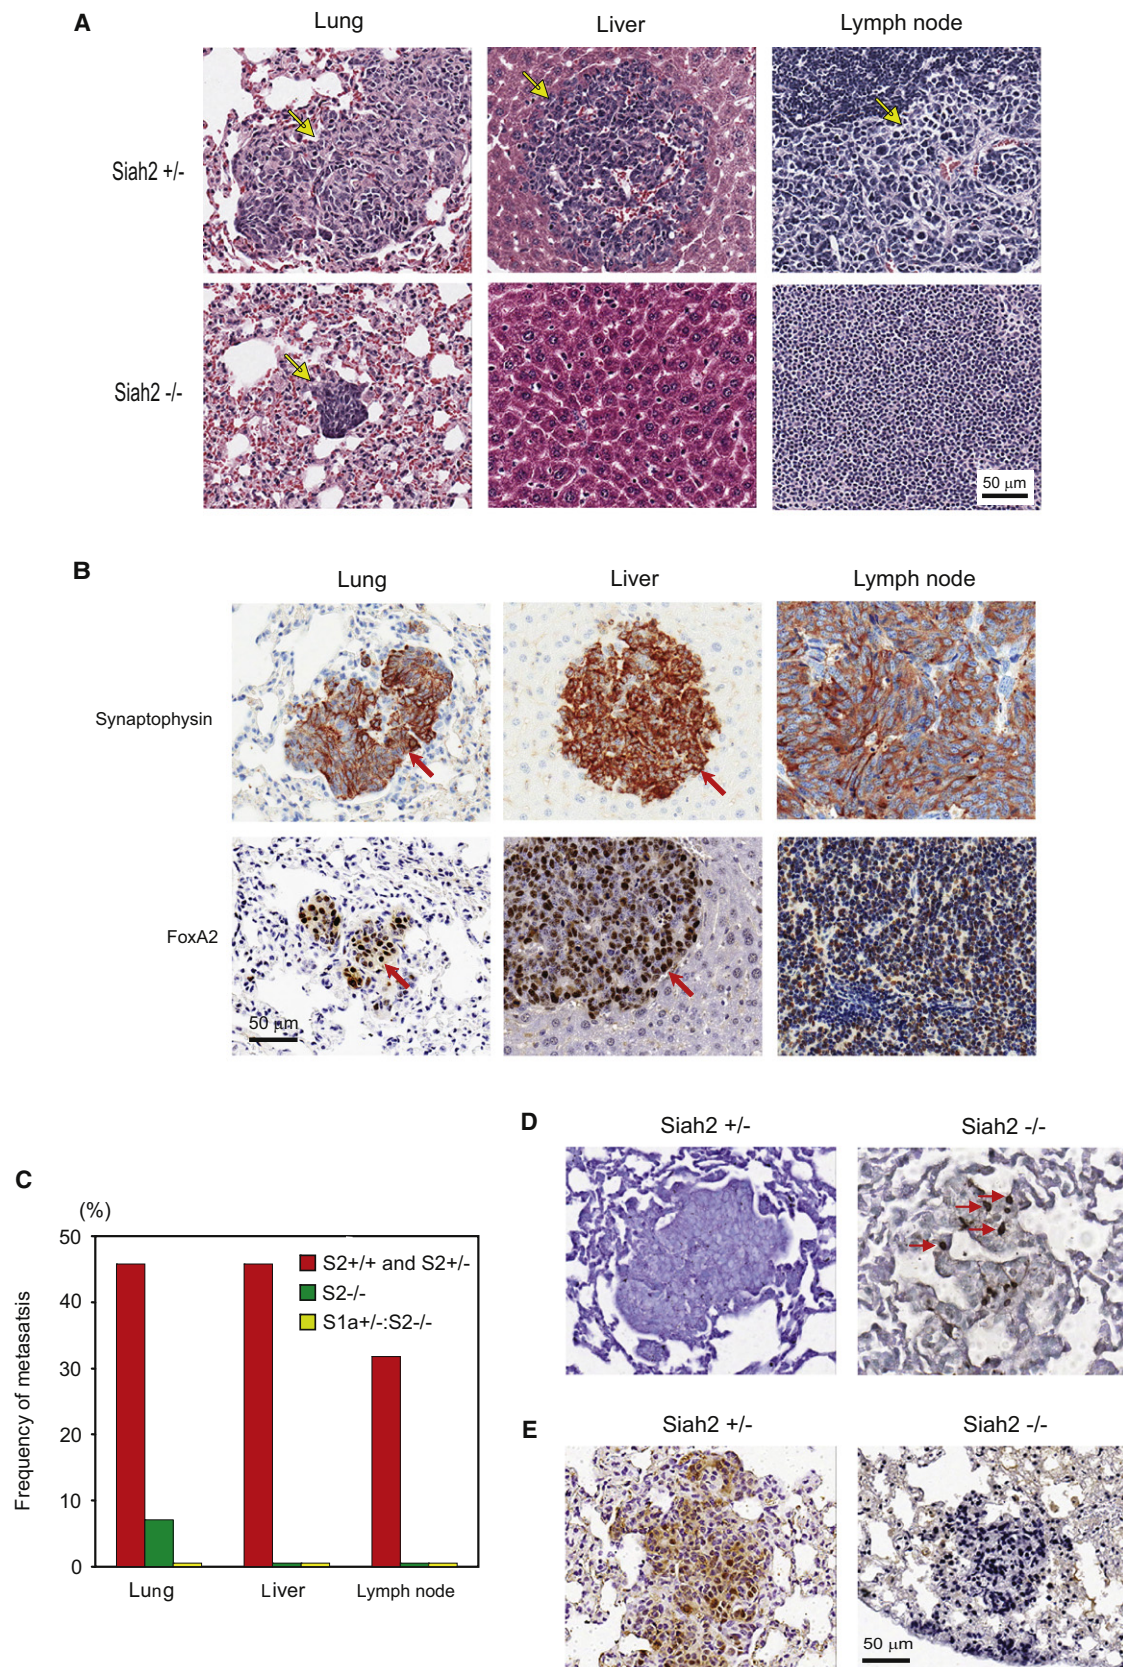 A
Lung Liver Lymph node
Siah2 +/-
Siah2 -/-
50 μm
B
Lung Liver Lymph node
Synaptophysin
FoxA2
50 μm
C
(%)
50
40
30
20
10
0
Frequency of metasatsis
S2+/+ and S2+/-
S2-/-
S1a+/-:S2-/-
Lung Liver Lymph node
D
Siah2 +/- Siah2 -/-
E
Siah2 +/- Siah2 -/-
50 μm